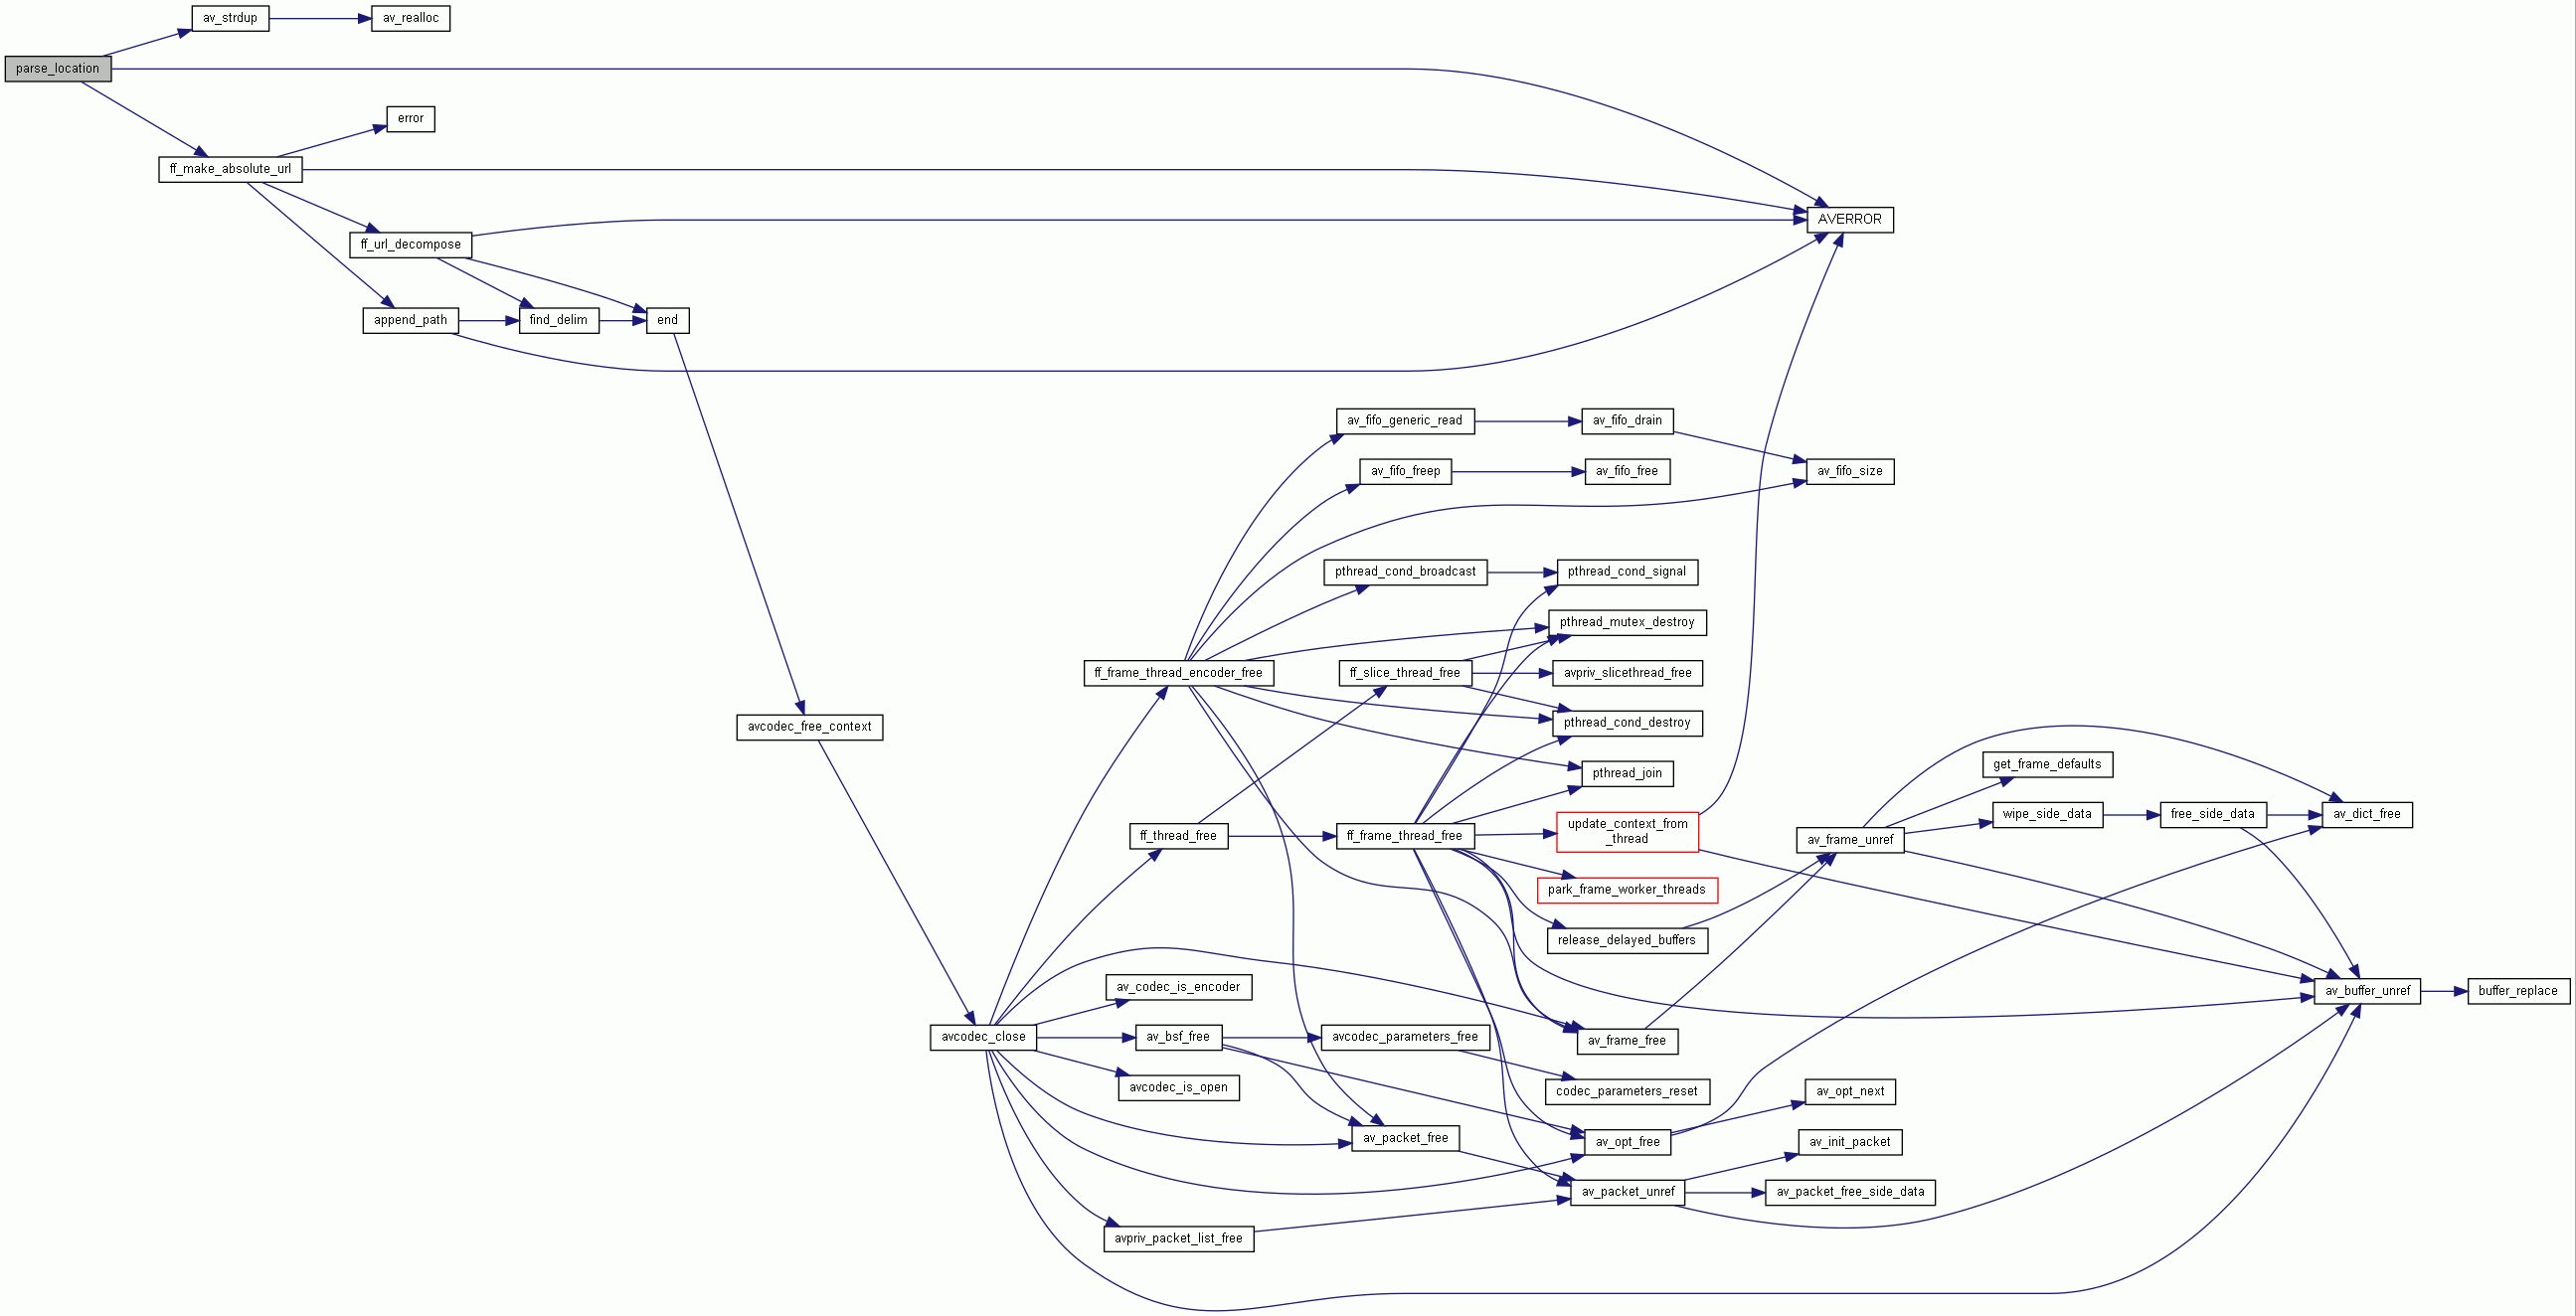 av_strdup
av_realloc
parse_location
error
ff_make_absolute_url
AVERROR
ff_url_decompose
append_path
find_delim
end
av_fifo_generic_read
av_fifo_drain
av_fifo_freep
av_fifo_free
av_fifo_size
pthread_cond_broadcast
pthread_cond_signal
pthread_mutex_destroy
ff_frame_thread_encoder_free
ff_slice_thread_free
avpriv_slicethread_free
avcodec_free_context
pthread_cond_destroy
pthread_join
get_frame_defaults
ff_thread_free
ff_frame_thread_free
update_context_from
_thread
av_frame_unref
wipe_side_data
free_side_data
av_dict_free
park_frame_worker_threads
release_delayed_buffers
av_codec_is_encoder
av_buffer_unref
buffer_replace
avcodec_close
av_bsf_free
avcodec_parameters_free
av_frame_free
avcodec_is_open
codec_parameters_reset
av_opt_next
av_packet_free
av_opt_free
av_init_packet
av_packet_unref
av_packet_free_side_data
avpriv_packet_list_free